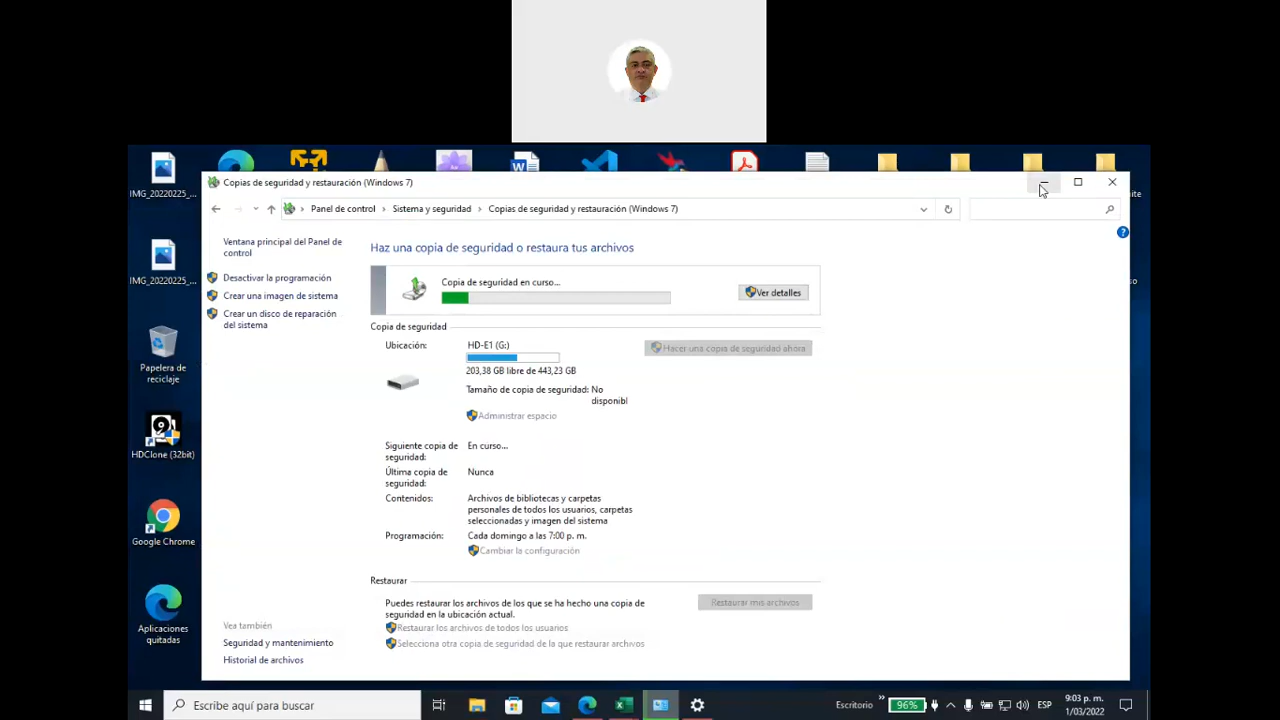 IMG_20220225_...
Copias de seguridad y restauración (Windows 7)
Panel de control > Sistema y seguridad > Copias de seguridad y restauración (Windows 7)
Ventana principal del Panel de
control
Desactivar la programación
Crear una imagen de sistema
Crear un disco de reparación
del sistema
Haz una copia de seguridad o restaura tus archivos
Copia de seguridad en curso...
Ver detalles
Copia de seguridad
Ubicación:
HD-E1 (G:)
Hacer una copia de seguridad ahora
203,38 GB libre de 443,23 GB
Tamaño de copia de seguridad: No
disponibl
Administrar espacio
Siguiente copia de
seguridad:
En curso...
Última copia de
seguridad:
Nunca
Contenidos:
Archivos de bibliotecas y carpetas
personales de todos los usuarios, carpetas
seleccionadas y imagen del sistema
Programación:
Cada domingo a las 7:00 p. m.
Cambiar la configuración
Restaurar
Puedes restaurar los archivos de los que se ha hecho una copia de
seguridad en la ubicación actual.
Restaurar mis archivos
Restaurar los archivos de todos los usuarios
Selecciona otra copia de seguridad de la que restaurar archivos
Vea también
Seguridad y mantenimiento
Historial de archivos
IMG_20220225_...
Papelera de
reciclaje
HDClone (32bit)
Google Chrome
Aplicaciones
quitadas
Escribe aquí para buscar
Escritorio
96%
ESP
9:03 p. m.
1/03/2022